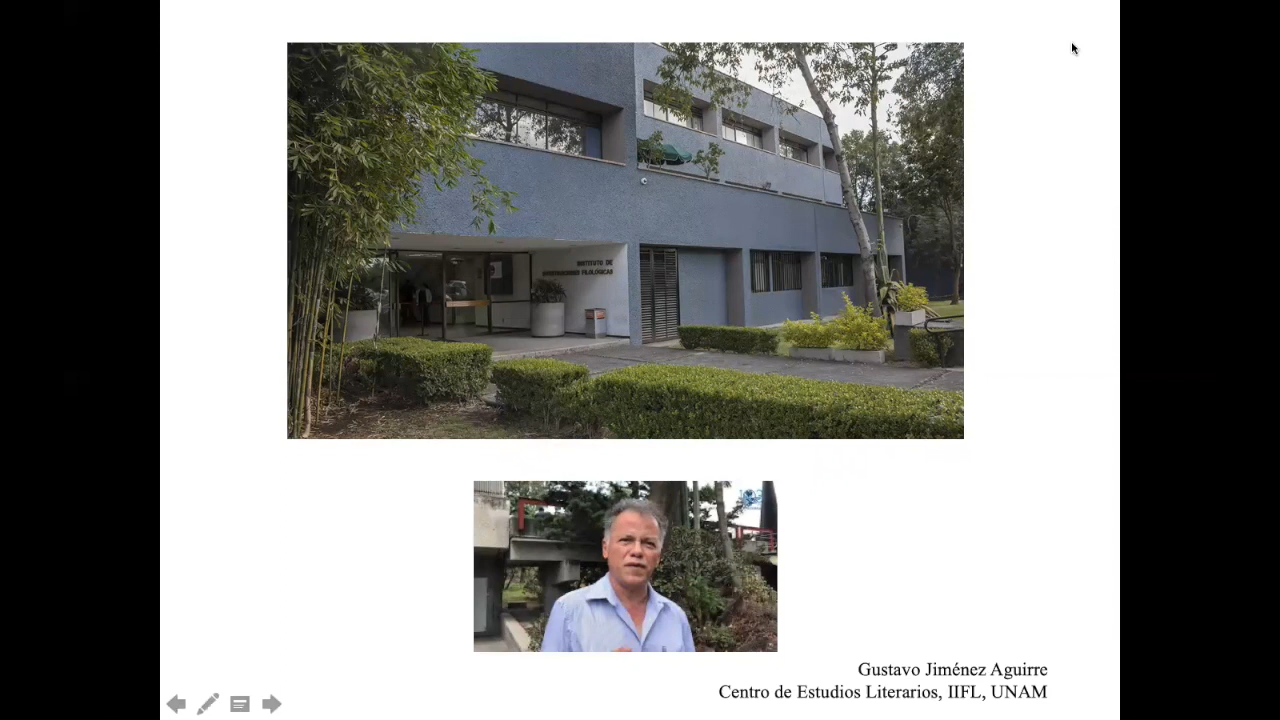 INSTITUTO DE
INVESTIGACIONES FILOLÓGICAS
Gustavo Jiménez Aguirre
Centro de Estudios Literarios, IIFL, UNAM